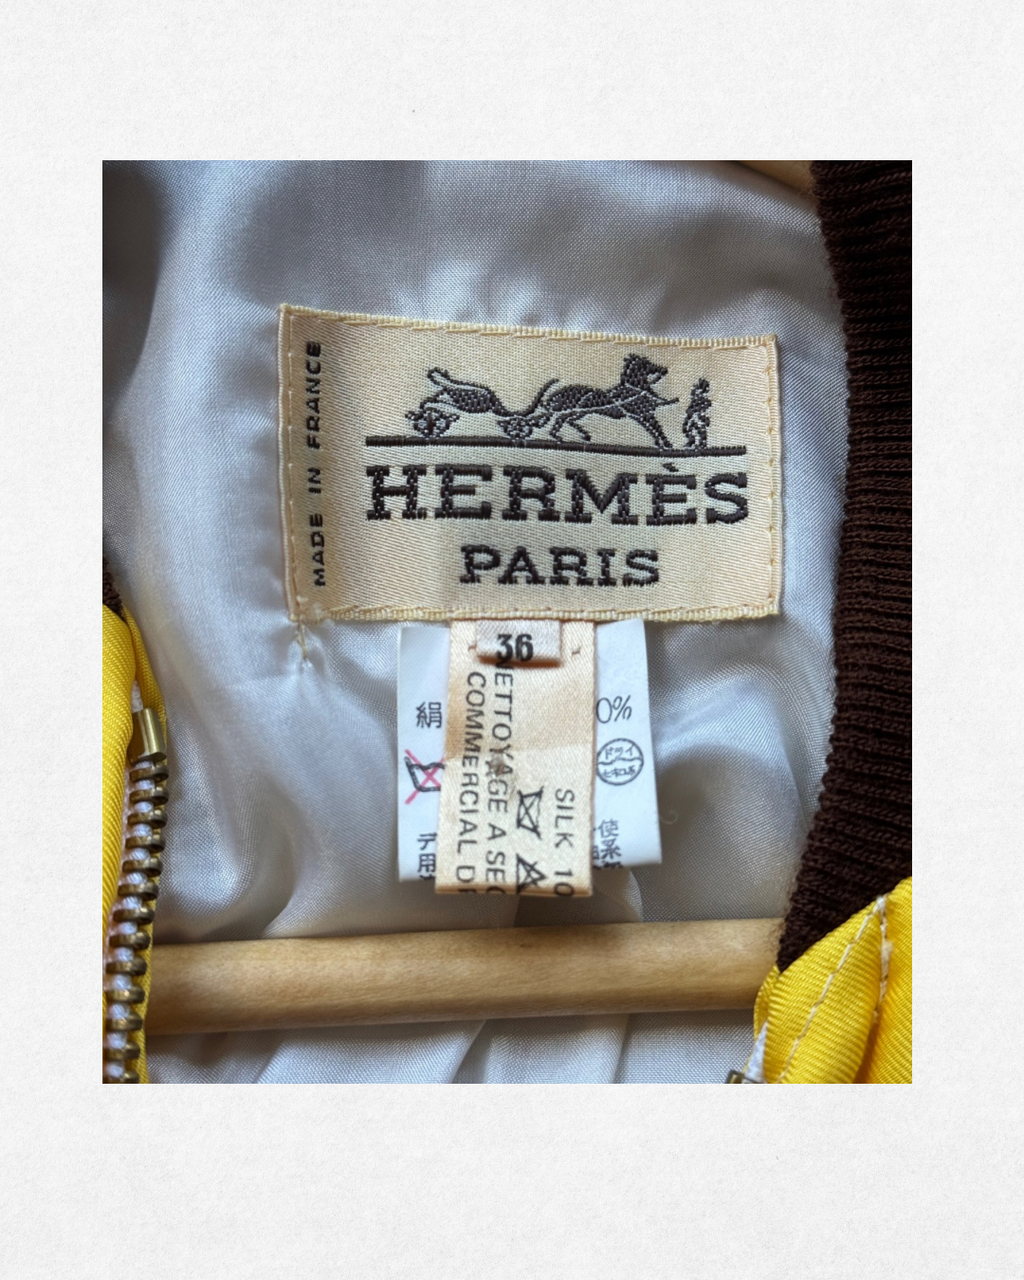 MADE IN FRANCE
HERMÈS
PARIS
36
NETTOYAGE A SEC
COMMERCIAL
SILK 10
絹
0%
ドライ